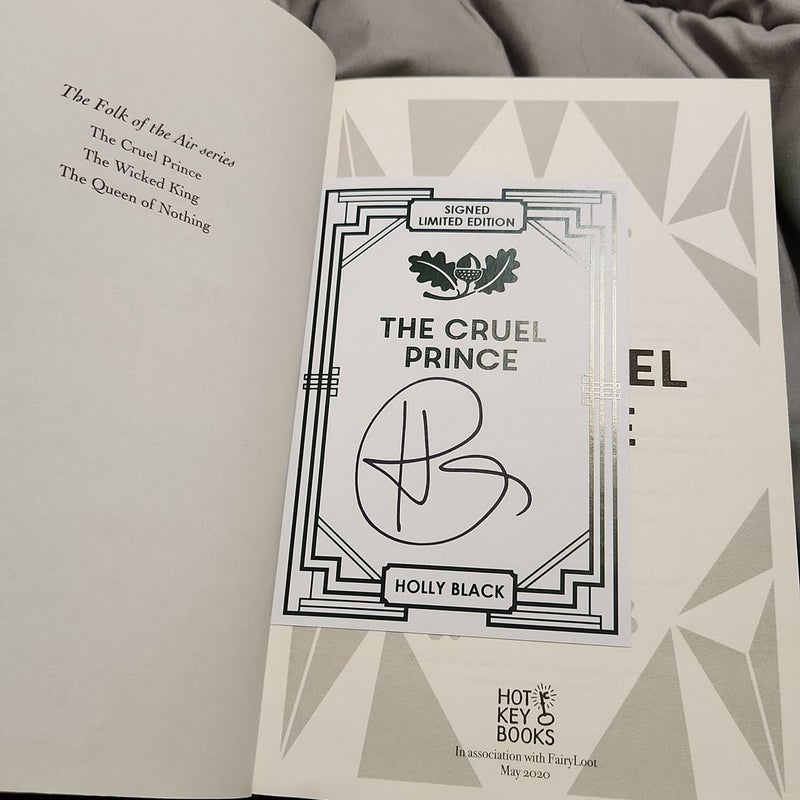 The Folk of the Air series
The Cruel Prince
The Wicked King
The Queen of Nothing
SIGNED
LIMITED EDITION
THE CRUEL
PRINCE
HOLLY BLACK
EL
E
HOT
KEY
BOOKS
In association with FairyLoot
May 2020